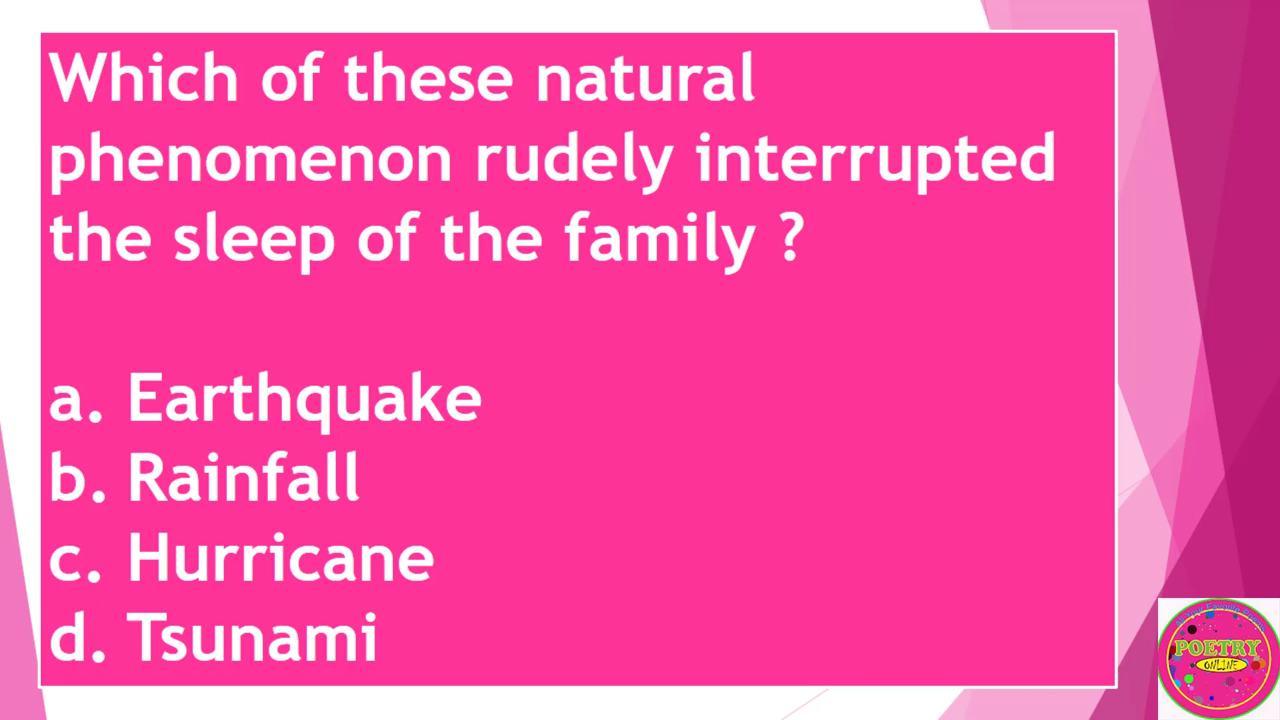 Which of these natural
phenomenon rudely interrupted
the sleep of the family ?
a. Earthquake
b. Rainfall
c. Hurricane
d. Tsunami
POETRY
ONLINE